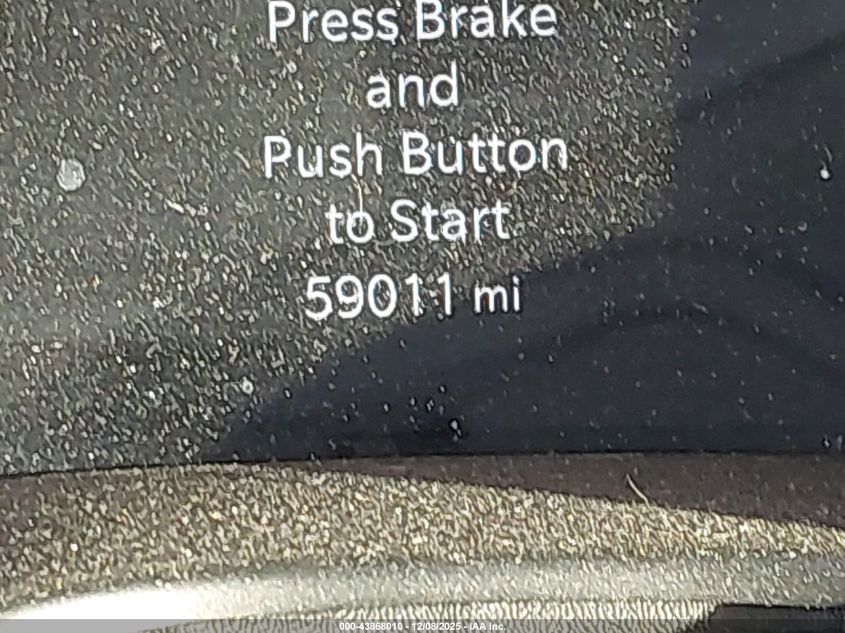 Press Brake
and
Push Button
to Start
59011 mi
000-43868010 - 12/08/2025 - IAA Inc.